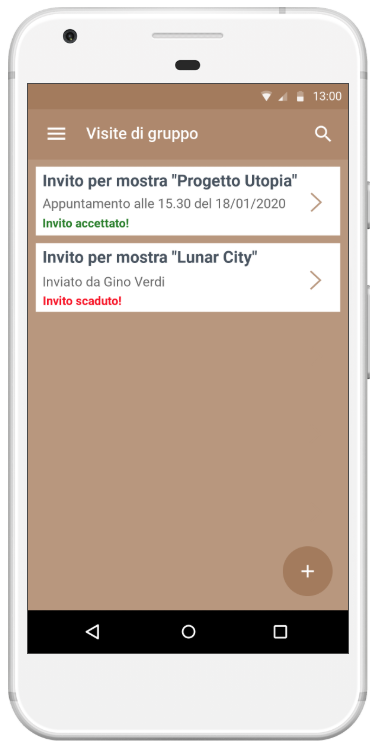 13:00
Visite di gruppo
Invito per mostra "Progetto Utopia"
Appuntamento alle 15.30 del 18/01/2020
Invito accettato!
Invito per mostra "Lunar City"
Inviato da Gino Verdi
Invito scaduto!
+